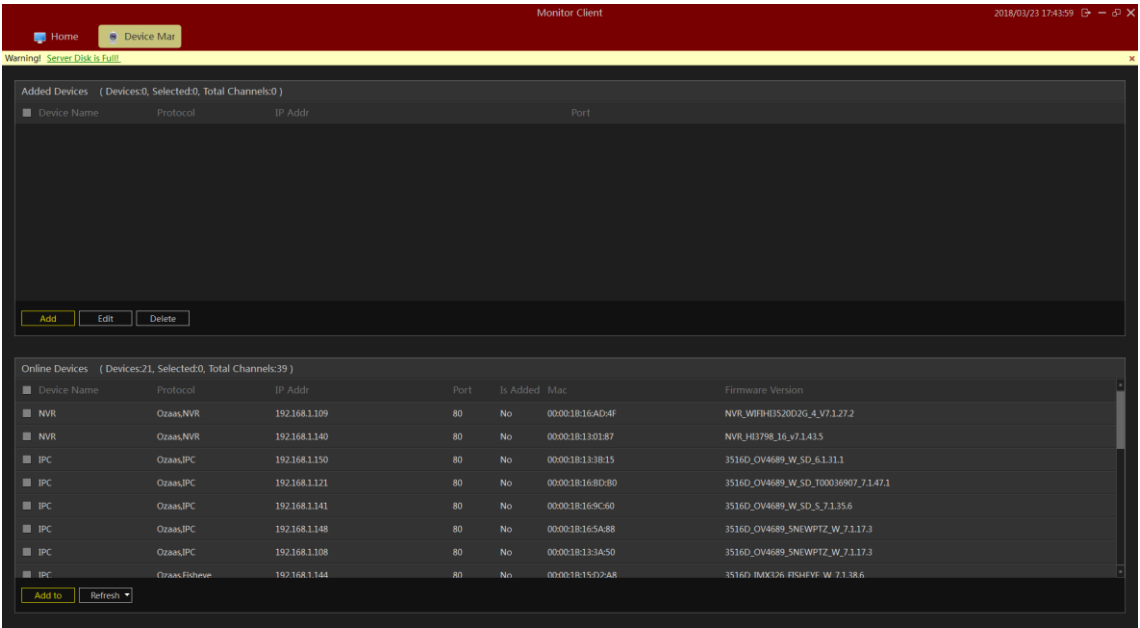 Monitor Client 2018/03/23 17:43:59
Home Device Mar
Warning! Server Disk is Full!
Added Devices ( Devices:0, Selected:0, Total Channels:0 )
Device Name Protocol IP Addr Port
Add Edit Delete
Online Devices ( Devices:21, Selected:0, Total Channels:39 )
Device Name Protocol IP Addr Port Is Added Mac Firmware Version
NVR Ozaas,NVR 192.168.1.109 80 No 00:00:1B:16:AD:4F NVR_WIFIHI3520D2G_4_V7.1.27.2
NVR Ozaas,NVR 192.168.1.140 80 No 00:00:1B:13:01:87 NVR_HI3798_16_v7.1.43.5
IPC Ozaas,IPC 192.168.1.150 80 No 00:00:1B:13:3B:15 3516D_OV4689_W_SD_6.1.31.1
IPC Ozaas,IPC 192.168.1.121 80 No 00:00:1B:16:BD:B0 3516D_OV4689_W_SD_T00036907_7.1.47.1
IPC Ozaas,IPC 192.168.1.141 80 No 00:00:1B:16:9C:60 3516D_OV4689_W_SD_S_7.1.35.6
IPC Ozaas,IPC 192.168.1.148 80 No 00:00:1B:16:5A:88 3516D_OV4689_5NEWPTZ_W_7.1.17.3
IPC Ozaas,IPC 192.168.1.108 80 No 00:00:1B:13:3A:50 3516D_OV4689_5NEWPTZ_W_7.1.17.3
IPC Ozaas,Fisheye 192.168.1.144 80 No 00:00:1B:15:D2:A8 3516D_IMX326_FISHEYE_W_7.1.38.6
Add to Refresh